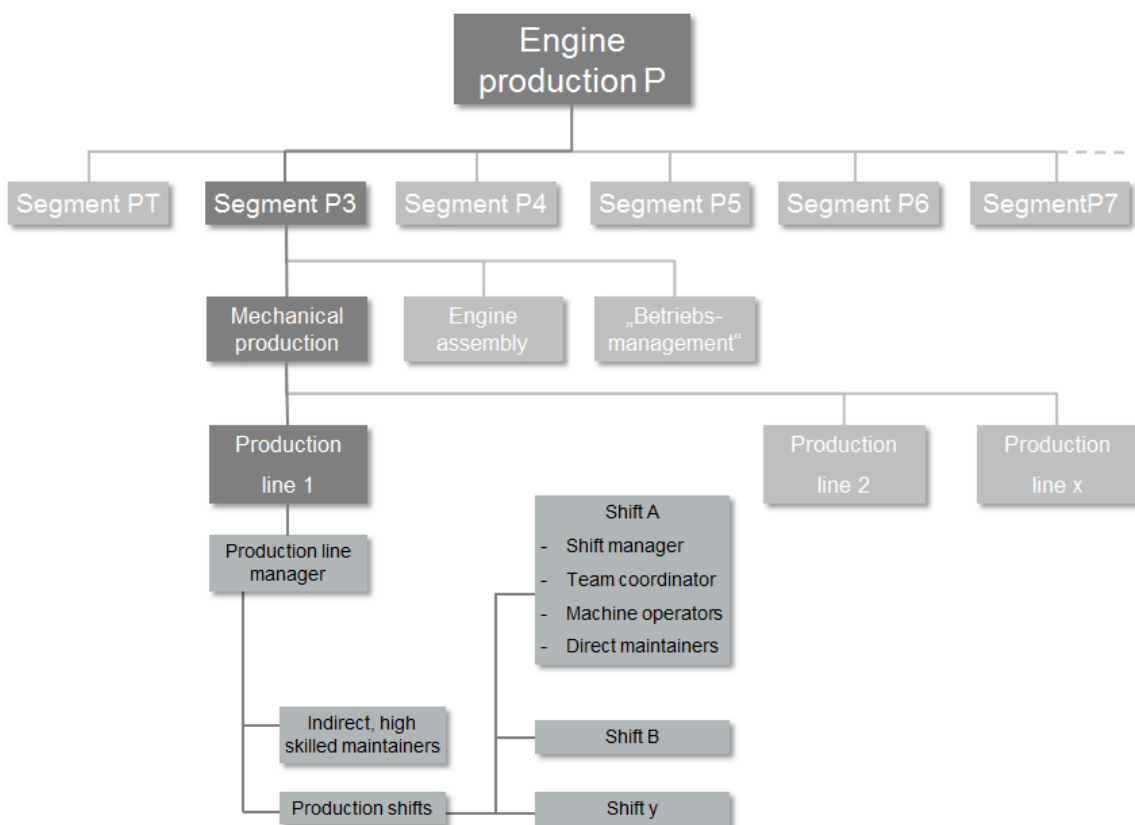 Engine
production P
Segment PT
Segment P3
Segment P4
Segment P5
Segment P6
SegmentP7
Mechanical
production
Engine
assembly
„Betriebs-
management“
Production
line 1
Production
line 2
Production
line x
Production line
manager
Shift A
- Shift manager
- Team coordinator
- Machine operators
- Direct maintainers
Indirect, high
skilled maintainers
Shift B
Production shifts
Shift y